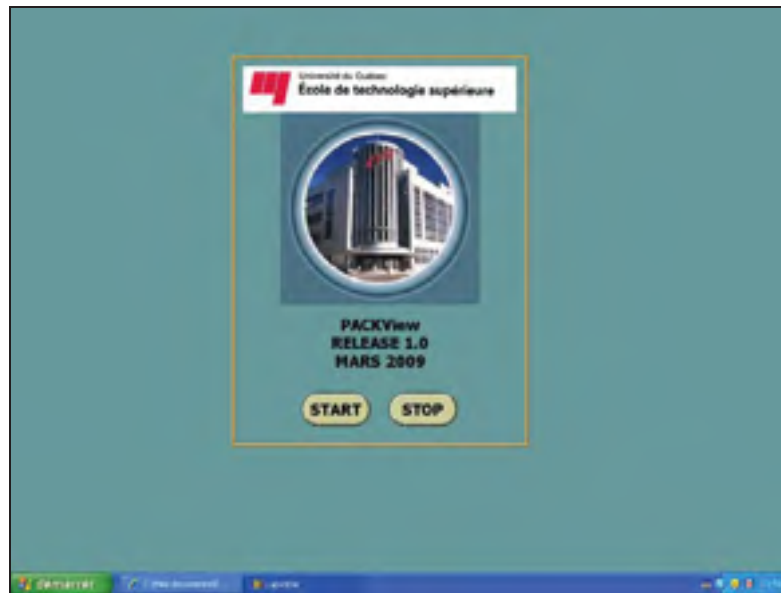 Université du Québec
École de technologie supérieure
PACKView
RELEASE 1.0
MARS 2009
START STOP
démarrer